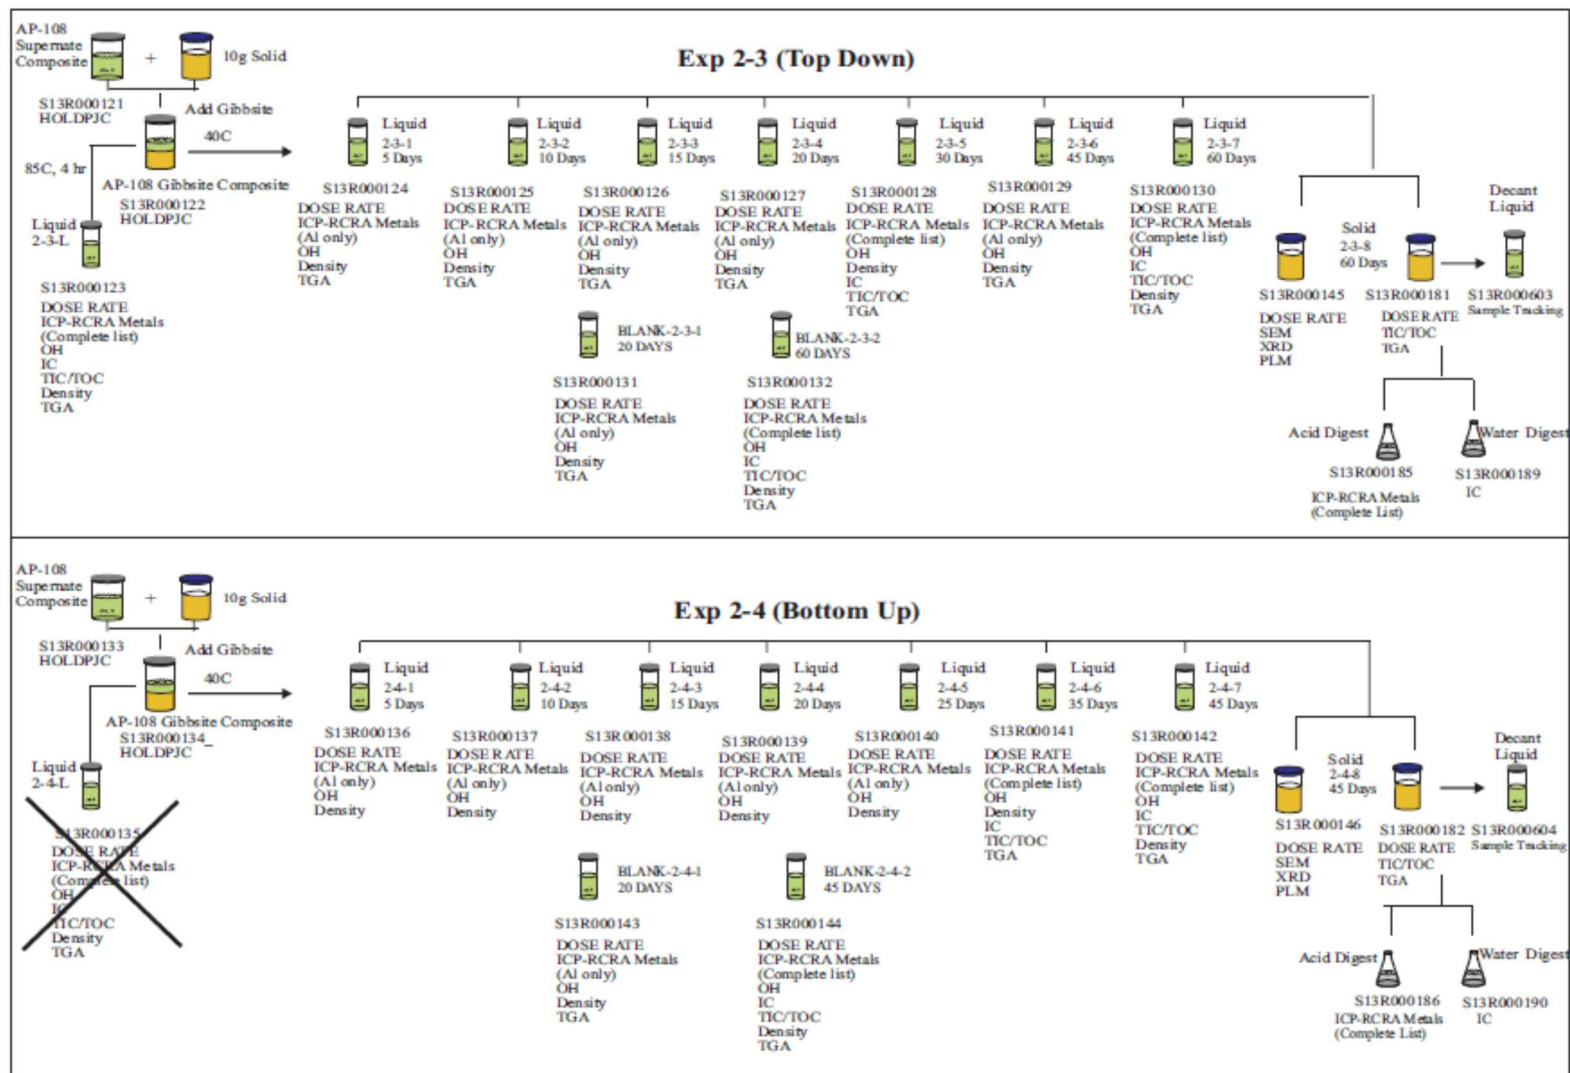 AP-108
Supernate
Composite
+
10g Solid
Exp 2-3 (Top Down)
S13R000121
HOLDPJC
Add Gibbsite
40C
85C, 4 hr
AP-108 Gibbsite Composite
S13R000122
HOLDPJC
Liquid
2-3-L
S13R000123
DOSE RATE
ICP-RCRA Metals
(Complete list)
OH
IC
TIC/TOC
Density
TGA
Liquid
2-3-1
5 Days
S13R000124
DOSE RATE
ICP-RCRA Metals
(Al only)
OH
Density
TGA
Liquid
2-3-2
10 Days
S13R000125
DOSE RATE
ICP-RCRA Metals
(Al only)
OH
Density
TGA
Liquid
2-3-3
15 Days
S13R000126
DOSE RATE
ICP-RCRA Metals
(Al only)
OH
Density
TGA
Liquid
2-3-4
20 Days
S13R000127
DOSE RATE
ICP-RCRA Metals
(Al only)
OH
Density
TGA
Liquid
2-3-5
30 Days
S13R000128
DOSE RATE
ICP-RCRA Metals
(Complete list)
OH
Density
IC
TIC/TOC
TGA
Liquid
2-3-6
45 Days
S13R000129
DOSE RATE
ICP-RCRA Metals
(Al only)
OH
Density
TGA
Liquid
2-3-7
60 Days
S13R000130
DOSE RATE
ICP-RCRA Metals
(Complete list)
OH
IC
TIC/TOC
Density
TGA
BLANK-2-3-1
20 DAYS
S13R000131
DOSE RATE
ICP-RCRA Metals
(Al only)
OH
Density
TGA
BLANK-2-3-2
60 DAYS
S13R000132
DOSE RATE
ICP-RCRA Metals
(Complete list)
OH
IC
TIC/TOC
Density
TGA
Solid
2-3-8
60 Days
S13R000145
DOSE RATE
SEM
XRD
PLM
S13R000181
DOSE RATE
TIC/TOC
TGA
Decant
Liquid
S13R000603
Sample Tracking
Acid Digest
S13R000185
ICP-RCRA Metals
(Complete List)
Water Digest
S13R000189
IC
AP-108
Supernate
Composite
+
10g Solid
Exp 2-4 (Bottom Up)
S13R000133
HOLDPJC
Add Gibbsite
40C
AP-108 Gibbsite Composite
S13R000134_
HOLDPJC
Liquid
2-4-L
S13R000135
DOSE RATE
ICP-RCRA Metals
(Complete list)
OH
IC
TIC/TOC
Density
TGA
Liquid
2-4-1
5 Days
S13R000136
DOSE RATE
ICP-RCRA Metals
(Al only)
OH
Density
Liquid
2-4-2
10 Days
S13R000137
DOSE RATE
ICP-RCRA Metals
(Al only)
OH
Density
Liquid
2-4-3
15 Days
S13R000138
DOSE RATE
ICP-RCRA Metals
(Al only)
OH
Density
Liquid
2-4-4
20 Days
S13R000139
DOSE RATE
ICP-RCRA Metals
(Al only)
OH
Density
Liquid
2-4-5
25 Days
S13R000140
DOSE RATE
ICP-RCRA Metals
(Al only)
OH
Density
Liquid
2-4-6
35 Days
S13R000141
DOSE RATE
ICP-RCRA Metals
(Complete list)
OH
Density
IC
TIC/TOC
TGA
Liquid
2-4-7
45 Days
S13R000142
DOSE RATE
ICP-RCRA Metals
(Complete list)
OH
IC
TIC/TOC
Density
TGA
BLANK-2-4-1
20 DAYS
S13R000143
DOSE RATE
ICP-RCRA Metals
(Al only)
OH
Density
TGA
BLANK-2-4-2
45 DAYS
S13R000144
DOSE RATE
ICP-RCRA Metals
(Complete list)
OH
IC
TIC/TOC
Density
TGA
Solid
2-4-8
45 Days
S13R000146
DOSE RATE
SEM
XRD
PLM
S13R000182
DOSE RATE
TIC/TOC
TGA
Decant
Liquid
S13R000604
Sample Tracking
Acid Digest
S13R000186
ICP-RCRA Metals
(Complete List)
Water Digest
S13R000190
IC